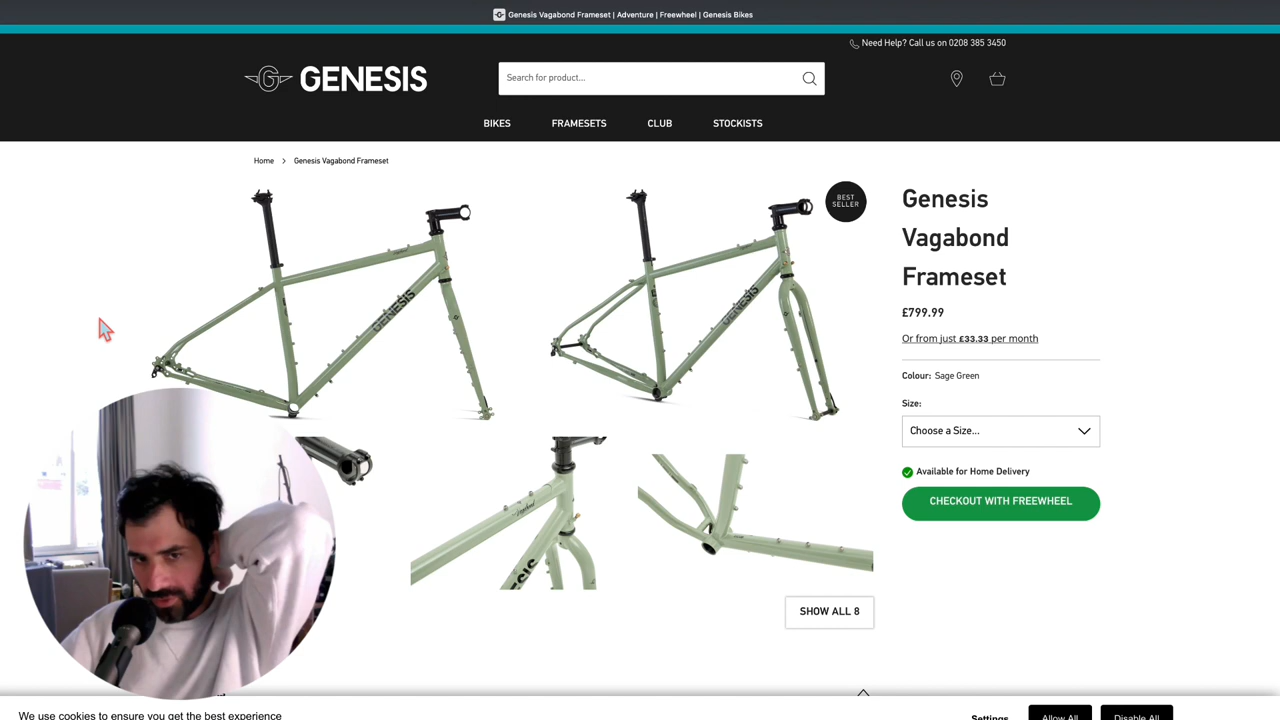 Genesis Vagabond Frameset | Adventure | Freewheel | Genesis Bikes
Need Help? Call us on 0208 385 3450
GENESIS
Search for product...
BIKES
FRAMESETS
CLUB
STOCKISTS
Home > Genesis Vagabond Frameset
BEST
SELLER
GENESIS
GENESIS
GENESIS
Genesis
Vagabond
Frameset
£799.99
Or from just £33.33 per month
Colour: Sage Green
Size:
Choose a Size...
Available for Home Delivery
CHECKOUT WITH FREEWHEEL
SHOW ALL 8
We use cookies to ensure you get the best experience
Settings
Allow All
Disable All